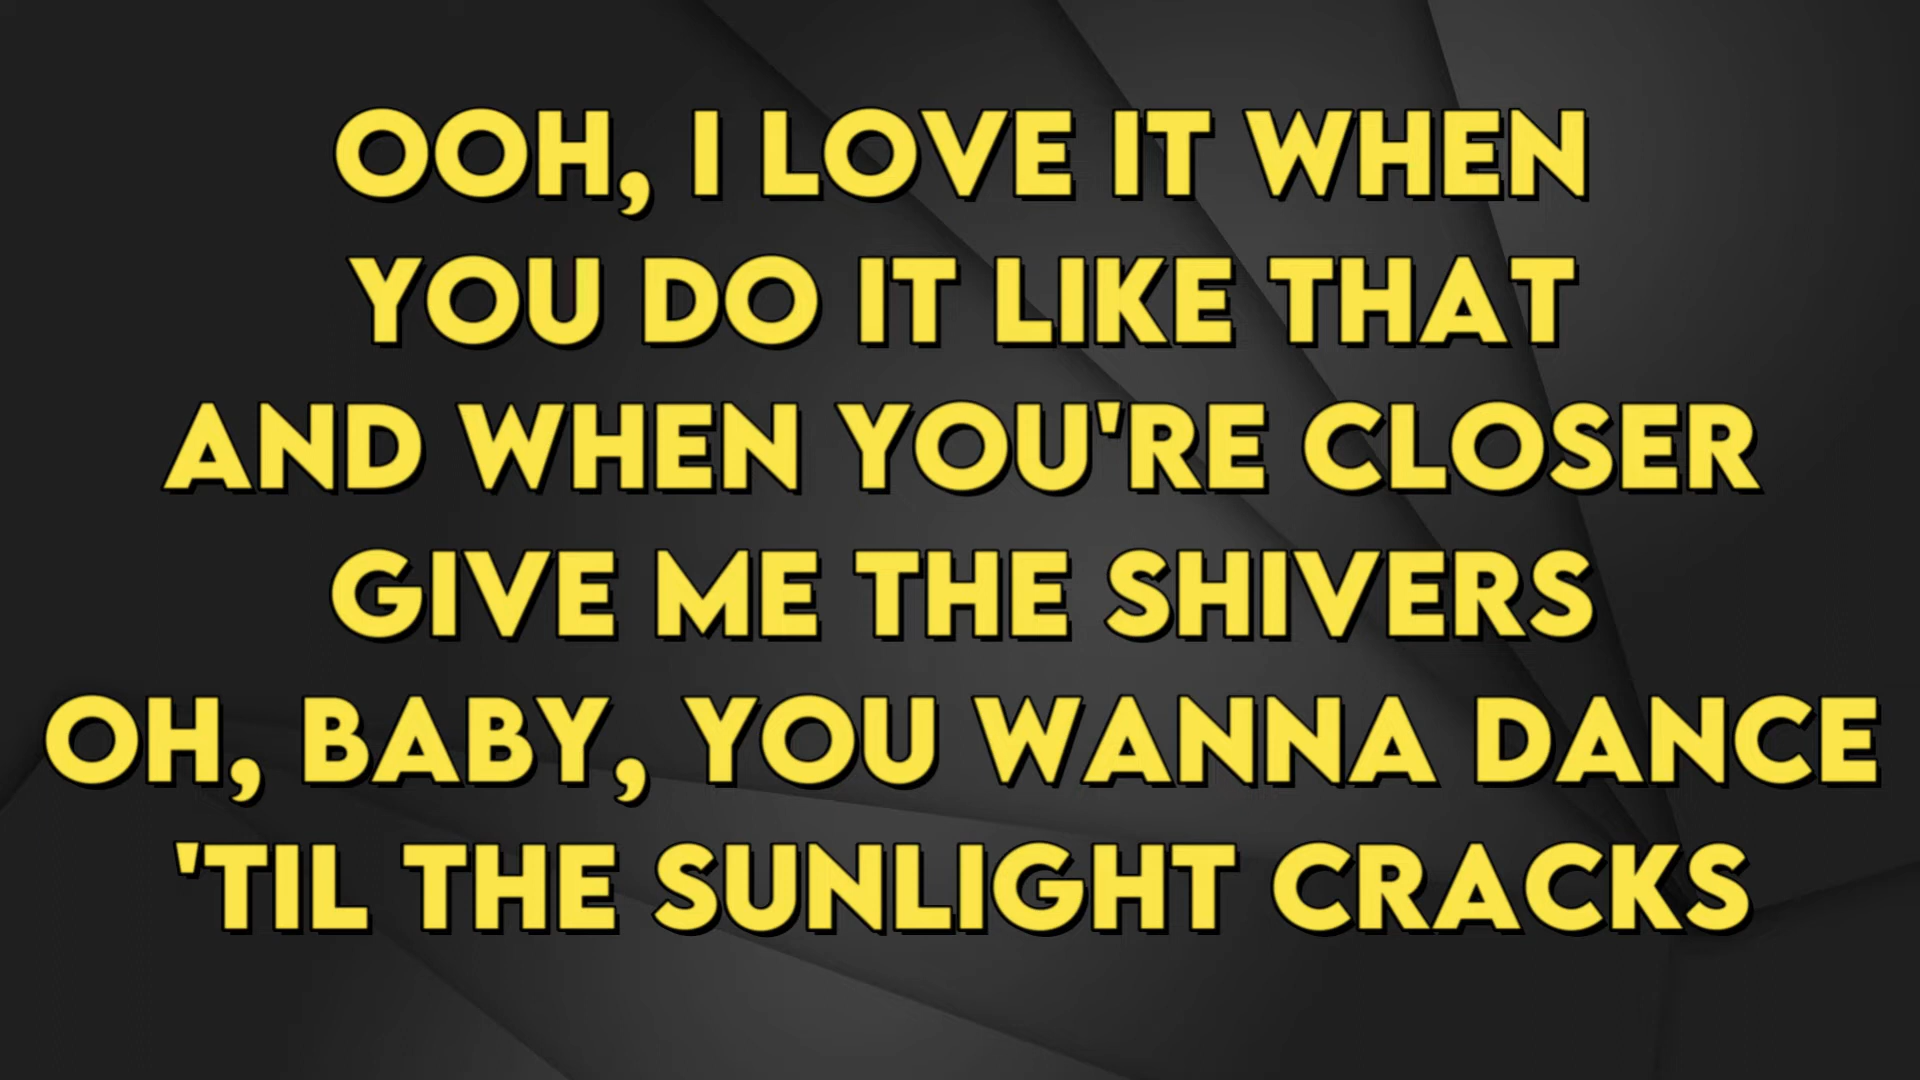 OOH, I LOVE IT WHEN
YOU DO IT LIKE THAT
AND WHEN YOU'RE CLOSER
GIVE ME THE SHIVERS
OH, BABY, YOU WANNA DANCE
'TIL THE SUNLIGHT CRACKS